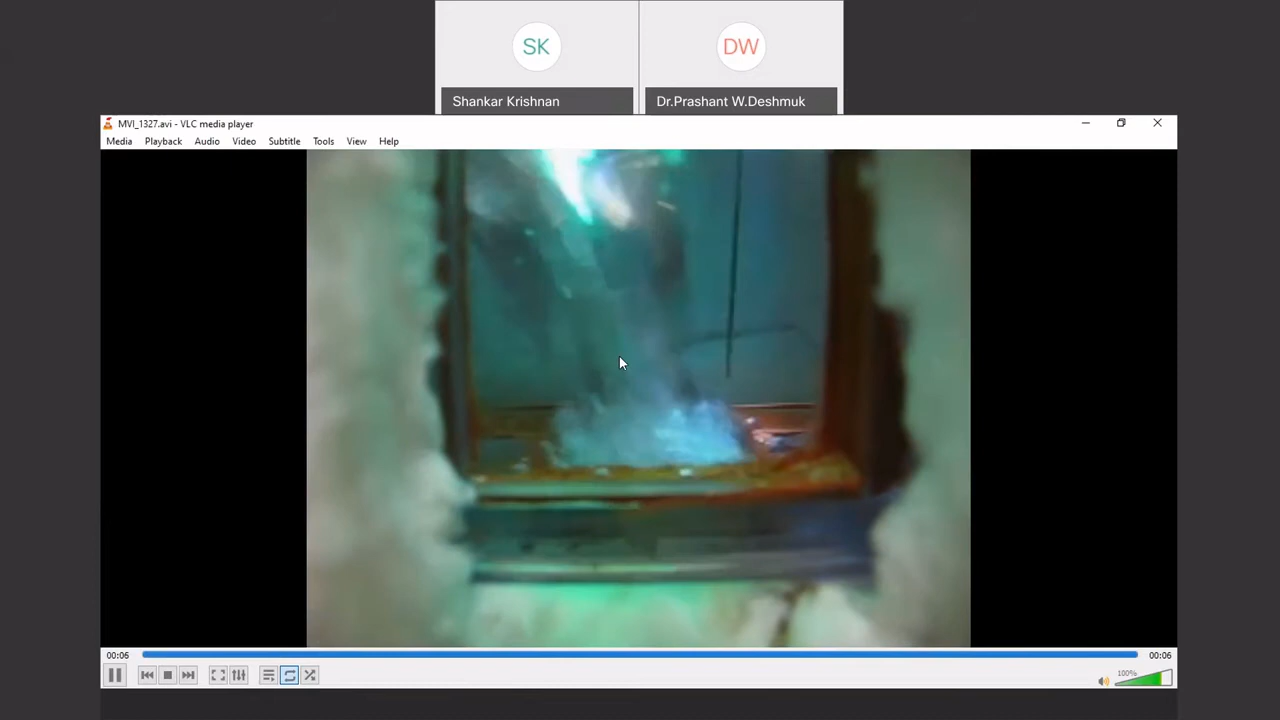 SK
DW
Shankar Krishnan
Dr.Prashant W.Deshmuk
MVI_1327.avi - VLC media player
Media Playback Audio Video Subtitle Tools View Help
00:06
00:06
100%